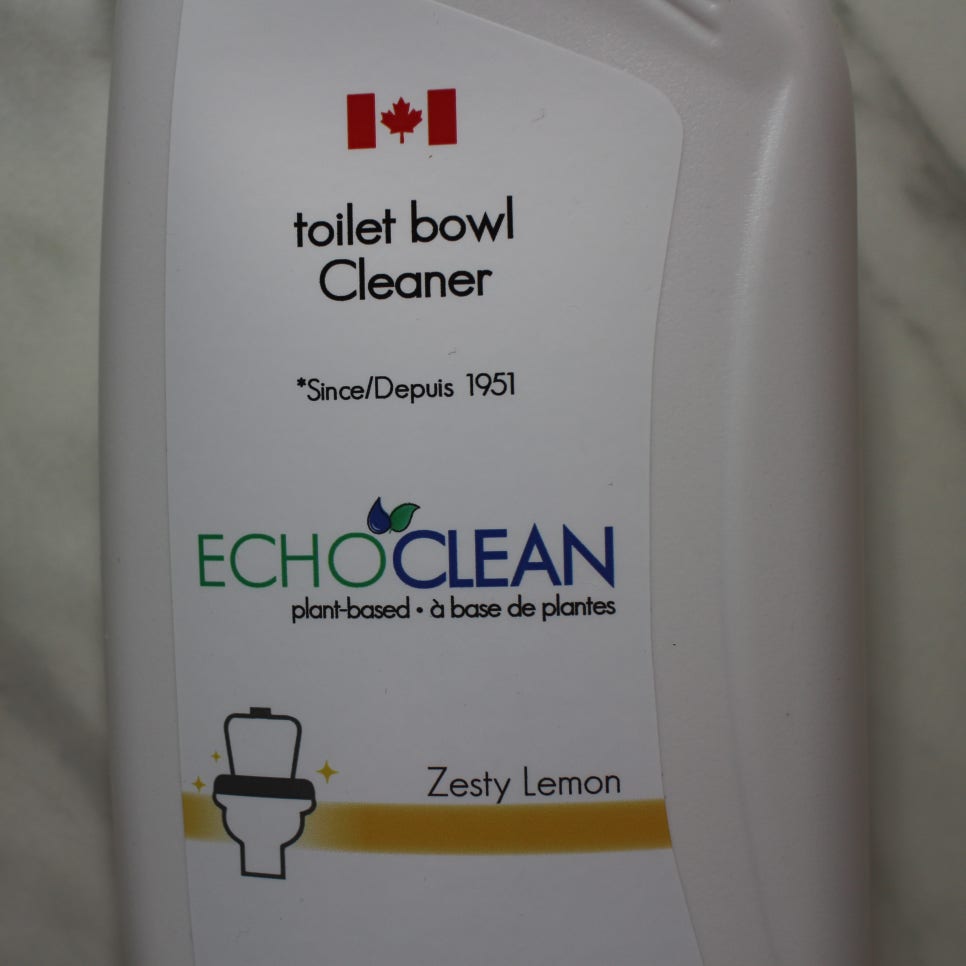 toilet bowl
Cleaner
*Since/Depuis 1951
ECHOCLEAN
plant-based • à base de plantes
Zesty Lemon